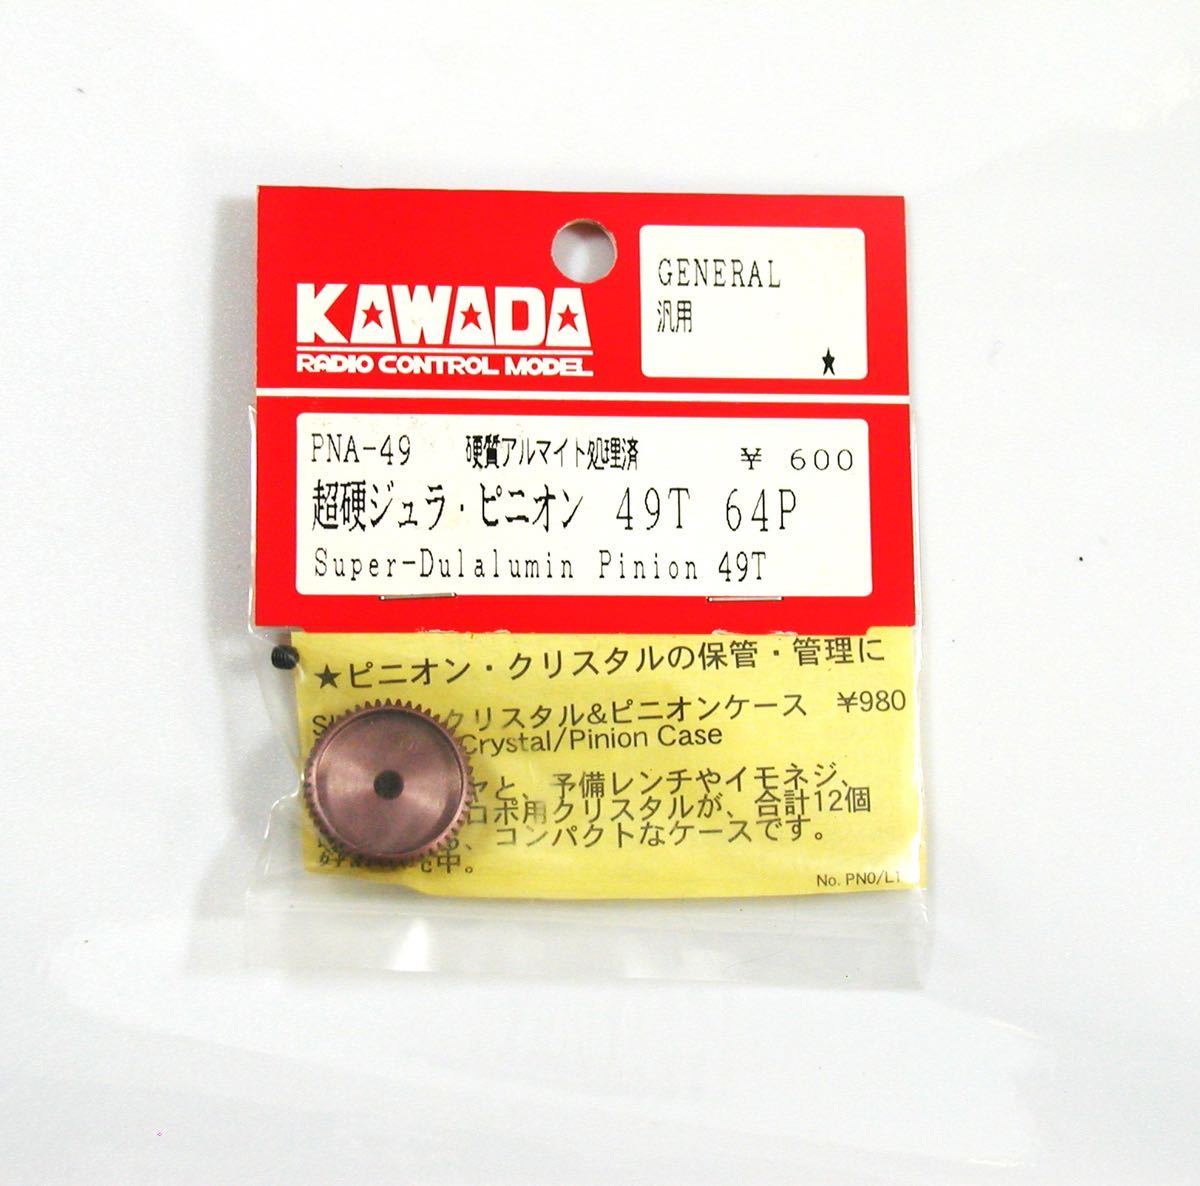 KAWADA
RADIO CONTROL MODEL
GENERAL
汎用
★
PNA-49 硬質アルマイト処理済 ¥ 600
超硬ジュラ・ピニオン 49T 64P
Super-Dulalumin Pinion 49T
★ピニオン・クリスタルの保管・管理に
クリスタル&ピニオンケース ¥980
Crystal/Pinion Case
と、予備レンチやイモネジ、
ロポ用クリスタルが、合計12個
、コンパクトなケースです。
中。
No. PN0/L1